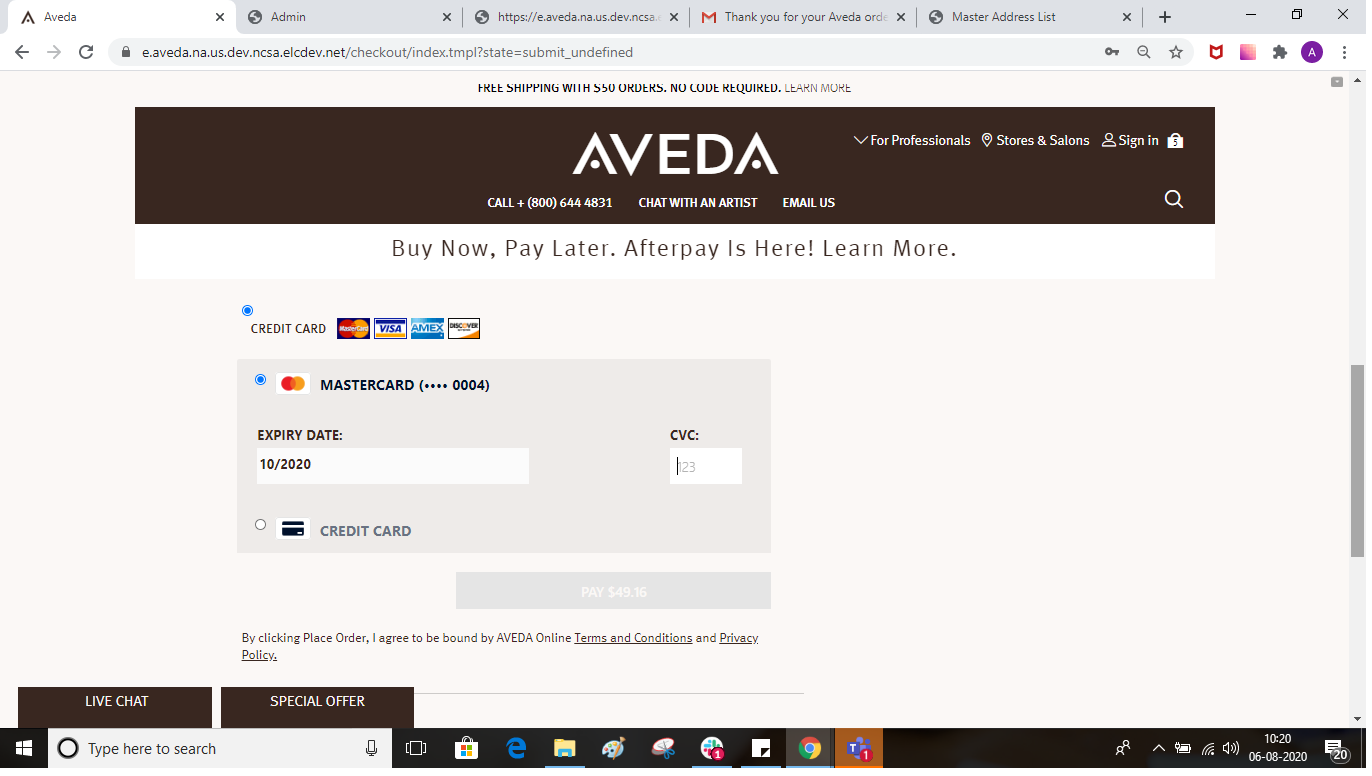 Aveda
Admin
https://e.aveda.na.us.dev.ncsa.e
Thank you for your Aveda orde
Master Address List
e.aveda.na.us.dev.ncsa.elcdev.net/checkout/index.tmpl?state=submit_undefined
A
FREE SHIPPING WITH $50 ORDERS. NO CODE REQUIRED. LEARN MORE
AVEDA
For Professionals Stores & Salons Sign in 5
CALL + (800) 644 4831 CHAT WITH AN ARTIST EMAIL US
Buy Now, Pay Later. Afterpay Is Here! Learn More.
CREDIT CARD MasterCard VISA AMEX DISCOVER
MASTERCARD (•••• 0004)
EXPIRY DATE: CVC:
10/2020 123
CREDIT CARD
PAY $49.16
By clicking Place Order, I agree to be bound by AVEDA Online Terms and Conditions and Privacy
Policy.
LIVE CHAT SPECIAL OFFER
Type here to search
1
1
10:20
06-08-2020
20